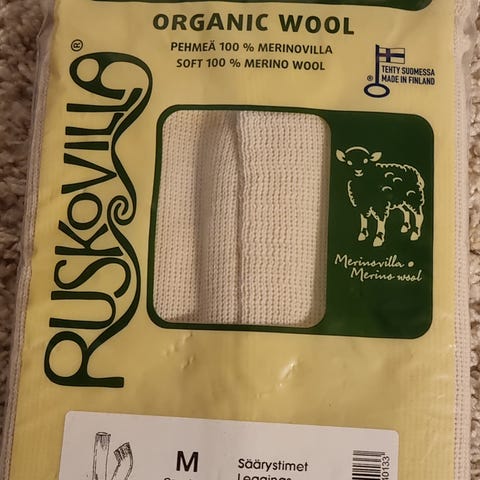 ORGANIC WOOL
PEHMEÄ 100 % MERINOVILLA
SOFT 100 % MERINO WOOL
®
TEHTY SUOMESSA
MADE IN FINLAND
RUSKOVILLA®
Merinovilla •
Merino wool
M
Säärystimet
Leggings
40133